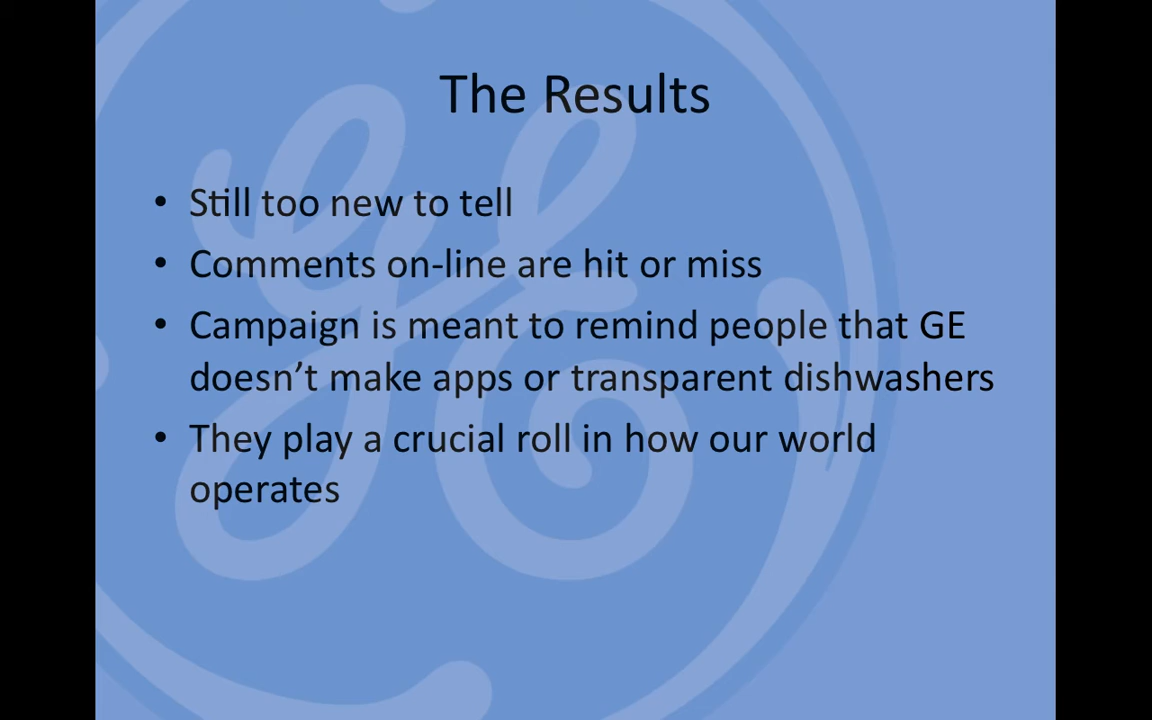 The Results
• Still too new to tell
• Comments on-line are hit or miss
• Campaign is meant to remind people that GE
doesn’t make apps or transparent dishwashers
• They play a crucial roll in how our world
operates